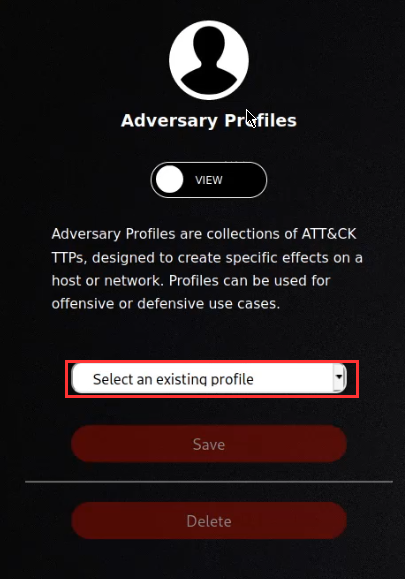 Adversary Profiles
VIEW
Adversary Profiles are collections of ATT&CK
TTPs, designed to create specific effects on a
host or network. Profiles can be used for
offensive or defensive use cases.
Select an existing profile
Save
Delete